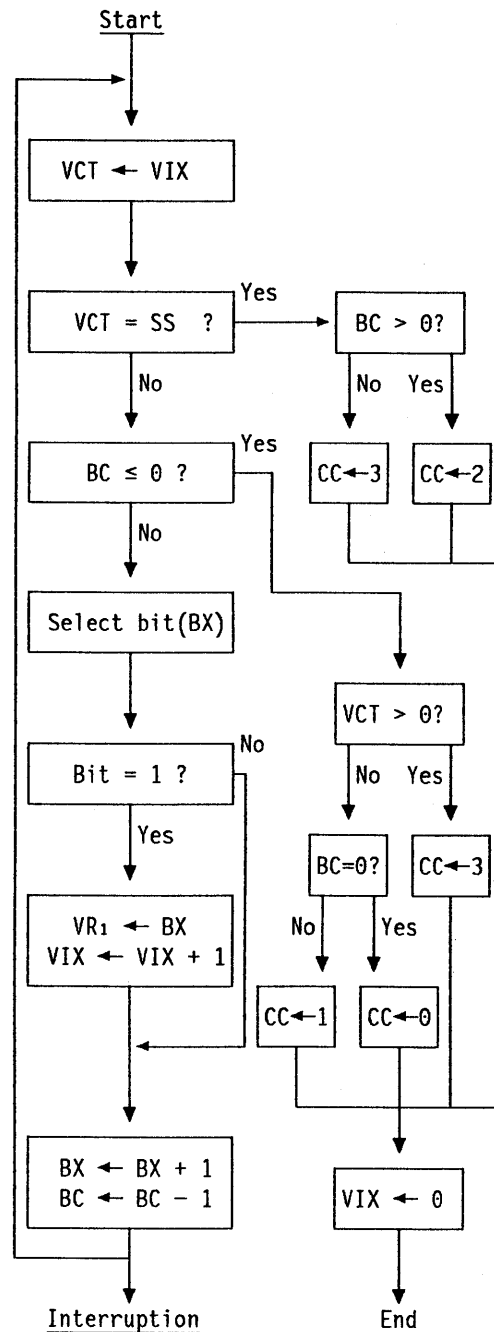 Start
VCT ← VIX
VCT = SS ?
Yes
BC > 0?
No
No Yes
BC ≤ 0 ?
Yes
CC←3
CC←2
No
Select bit(BX)
VCT > 0?
Bit = 1 ?
No
No Yes
Yes
BC=0?
CC←3
VR₁ ← BX
VIX ← VIX + 1
No Yes
CC←1
CC←0
BX ← BX + 1
BC ← BC - 1
VIX ← 0
Interruption
End